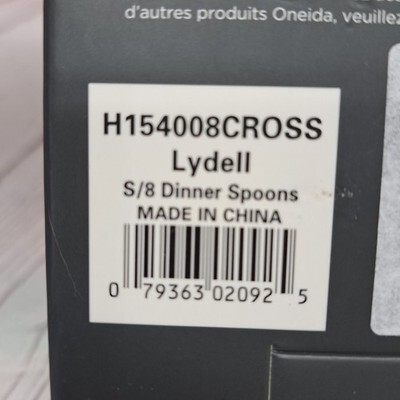 d'autres produits Oneida, veuillez
H154008CROSS
Lydell
S/8 Dinner Spoons
MADE IN CHINA
0 79363 02092 5